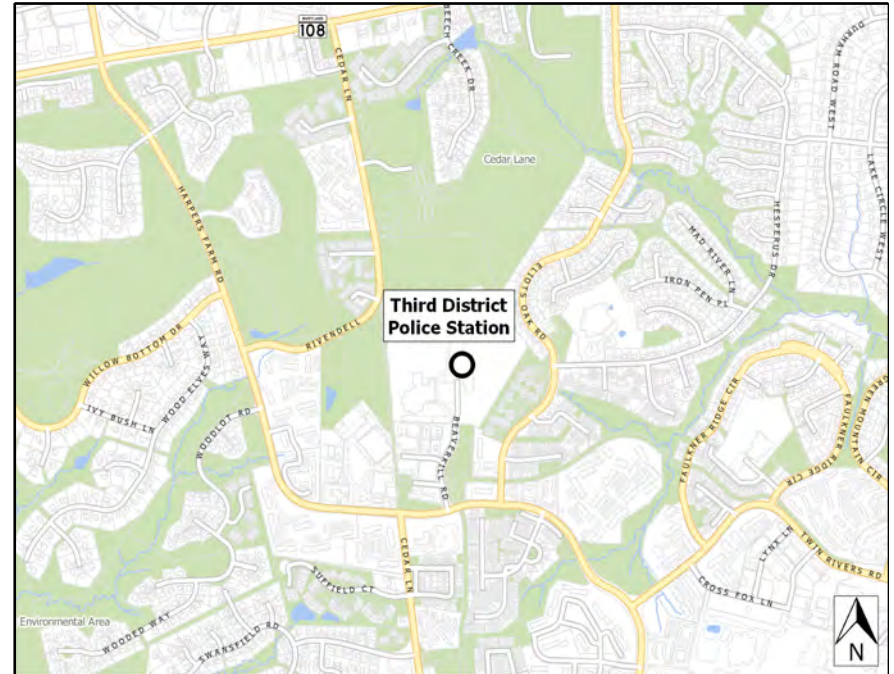 MARYLAND
108
BEECH CREEK DR
CEDAR LN
DURHAM ROAD WEST
Cedar Lane
LAKE CIRCLE WEST
HARPERS FARM RD
HESPERUS DR
MAD RIVER LN
ELIOTS OAK RD
IRON PEN PL
Third District
Police Station
RIVENDELL
WILLOW BOTTOM DR
WOOD ELVES WAY
IVY BUSH LN
WOODLOT RD
BEAVERKILL RD
FAULKNER RIDGE CIR
FAULKNER RIDGE CIR
GREEN MOUNTAIN CIR
CEDAR LN
LYNX LN
TWIN RIVERS RD
CROSS FOX LN
SUFFIELD CT
Environmental Area
WOODED WAY
SWANSFIELD RD
N